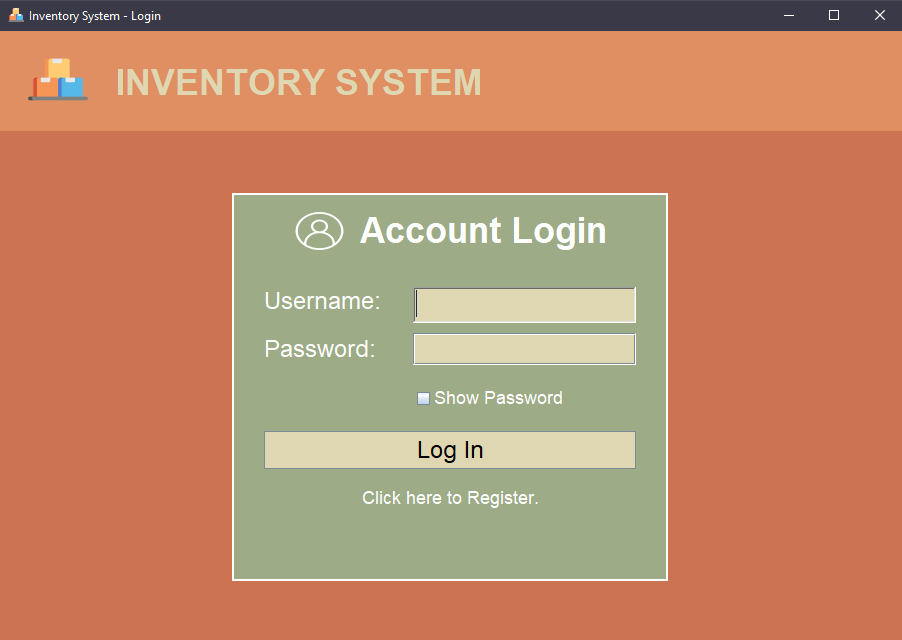 Inventory System - Login
INVENTORY SYSTEM
Account Login
Username:
Password:
Show Password
Log In
Click here to Register.